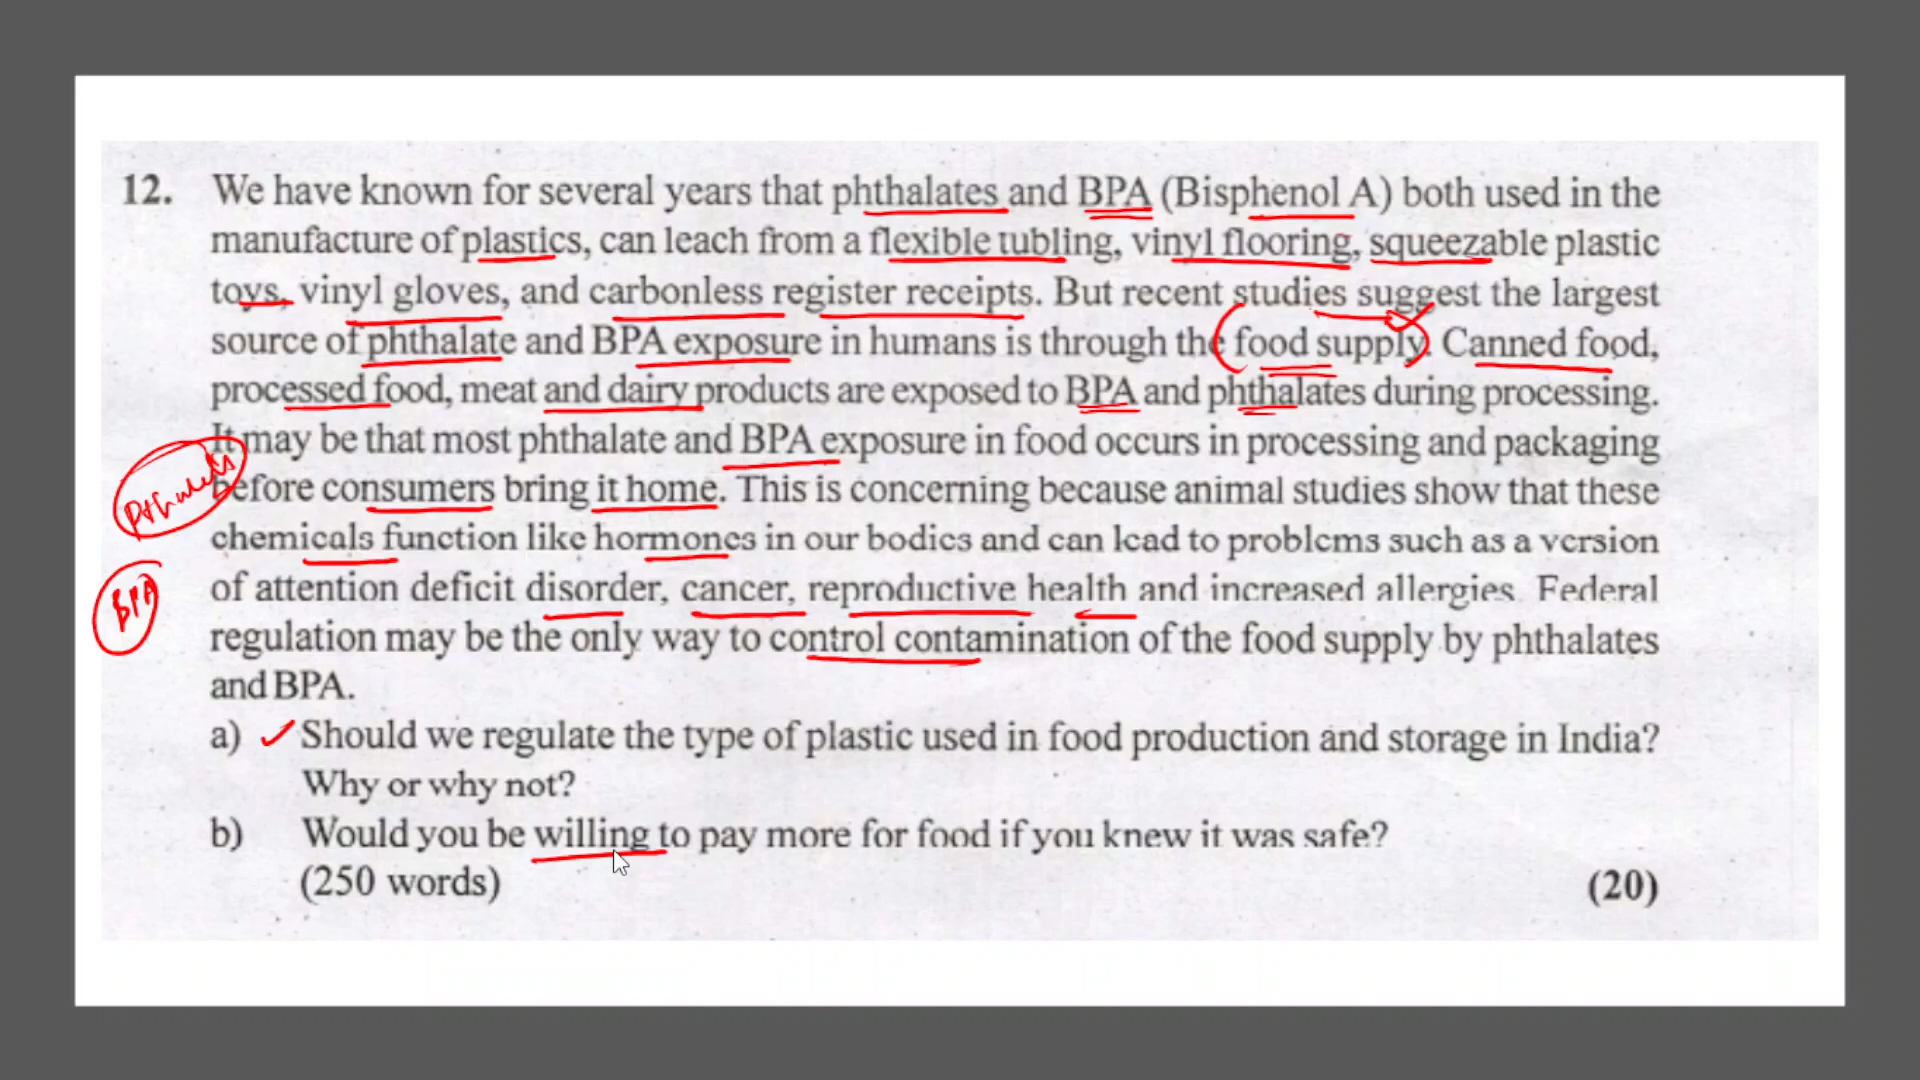 12. We have known for several years that phthalates and BPA (Bisphenol A) both used in the
manufacture of plastics, can leach from a flexible tubling, vinyl flooring, squeezable plastic
toys, vinyl gloves, and carbonless register receipts. But recent studies suggest the largest
source of phthalate and BPA exposure in humans is through the food supply. Canned food,
processed food, meat and dairy products are exposed to BPA and phthalates during processing.
It may be that most phthalate and BPA exposure in food occurs in processing and packaging
before consumers bring it home. This is concerning because animal studies show that these
chemicals function like hormones in our bodies and can lead to problems such as a version
of attention deficit disorder, cancer, reproductive health and increased allergies. Federal
BPA
regulation may be the only way to control contamination of the food supply by phthalates
and BPA.
a) Should we regulate the type of plastic used in food production and storage in India?
Why or why not?
b) Would you be willing to pay more for food if you knew it was safe?
(250 words) (20)